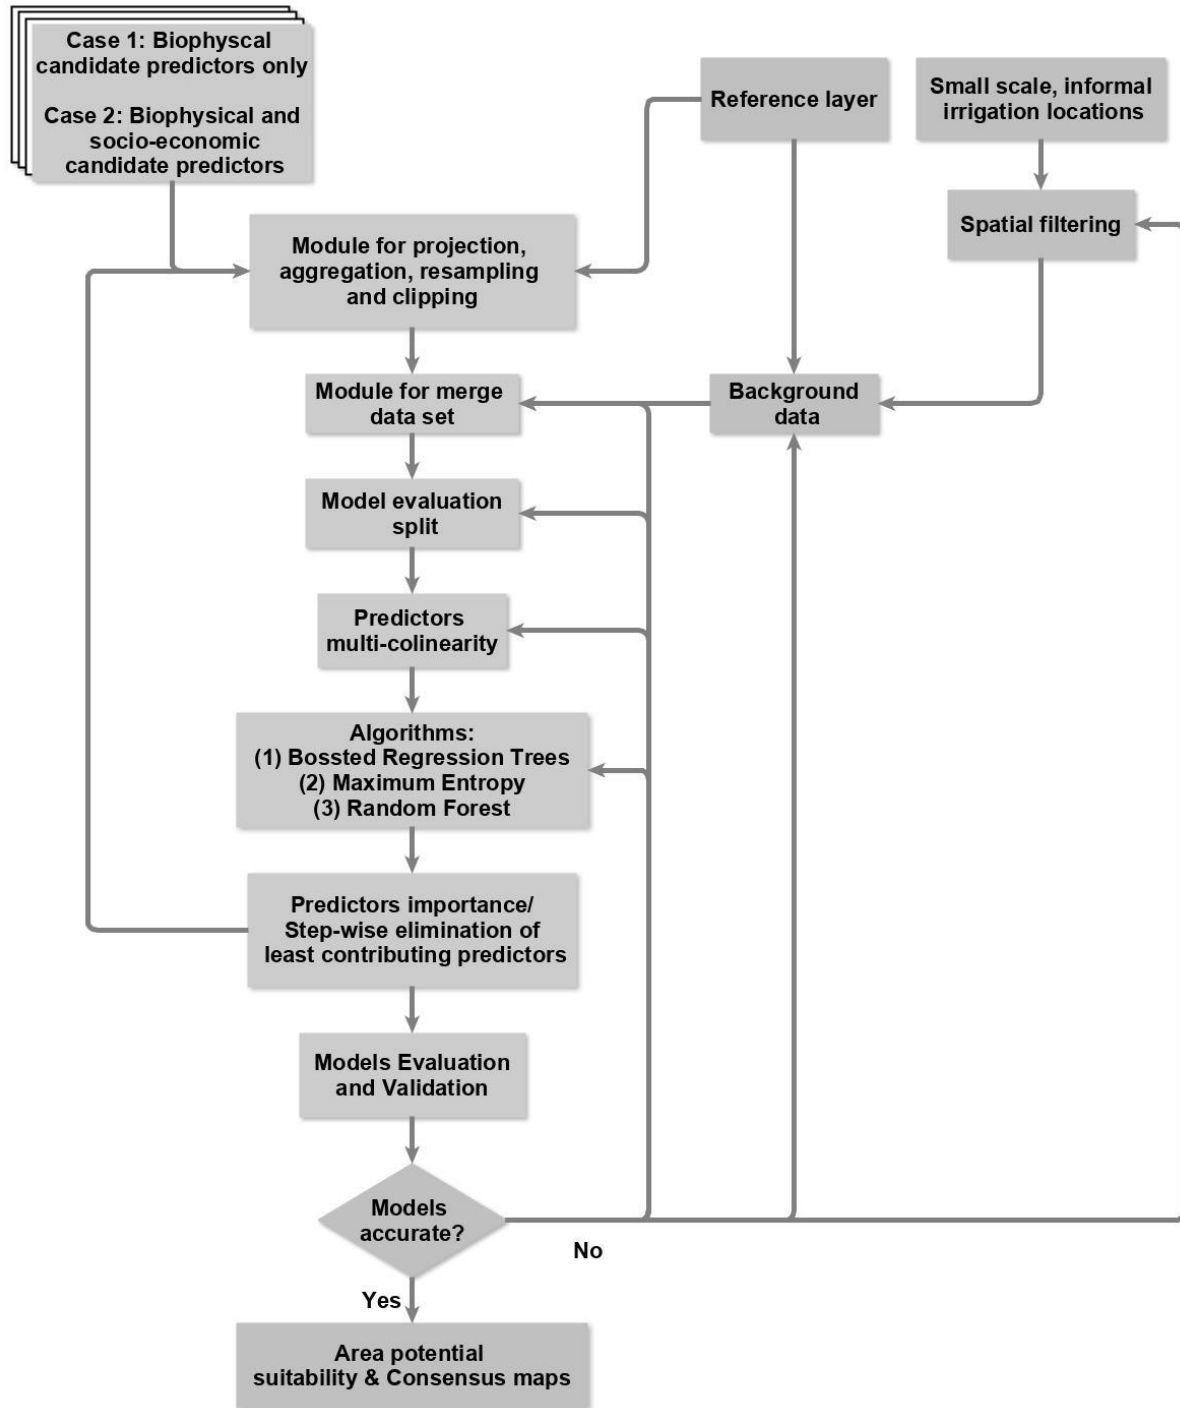 Case 1: Biophyscal
candidate predictors only
Case 2: Biophysical and
socio-economic
candidate predictors
Reference layer
Small scale, informal
irrigation locations
Spatial filtering
Module for projection,
aggregation, resampling
and clipping
Module for merge
data set
Background
data
Model evaluation
split
Predictors
multi-colinearity
Algorithms:
(1) Bossted Regression Trees
(2) Maximum Entropy
(3) Random Forest
Predictors importance/
Step-wise elimination of
least contributing predictors
Models Evaluation
and Validation
Models
accurate?
No
Yes
Area potential
suitability & Consensus maps